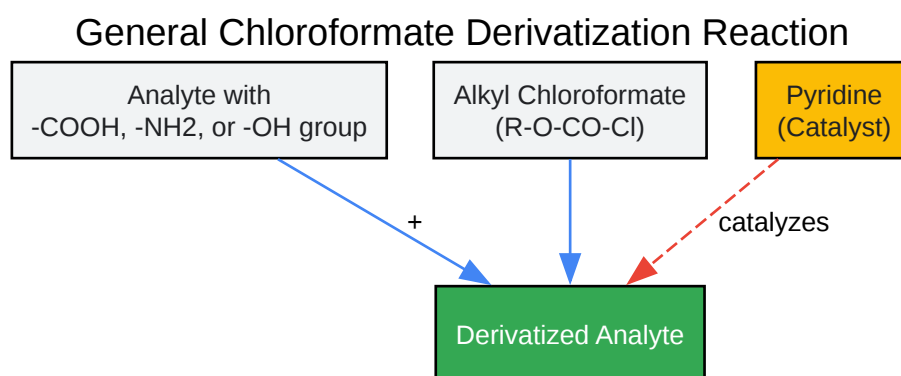 General Chloroformate Derivatization Reaction
Analyte with
-COOH, -NH2, or -OH group
Alkyl Chloroformate
(R-O-CO-Cl)
Pyridine
(Catalyst)
+
catalyzes
Derivatized Analyte